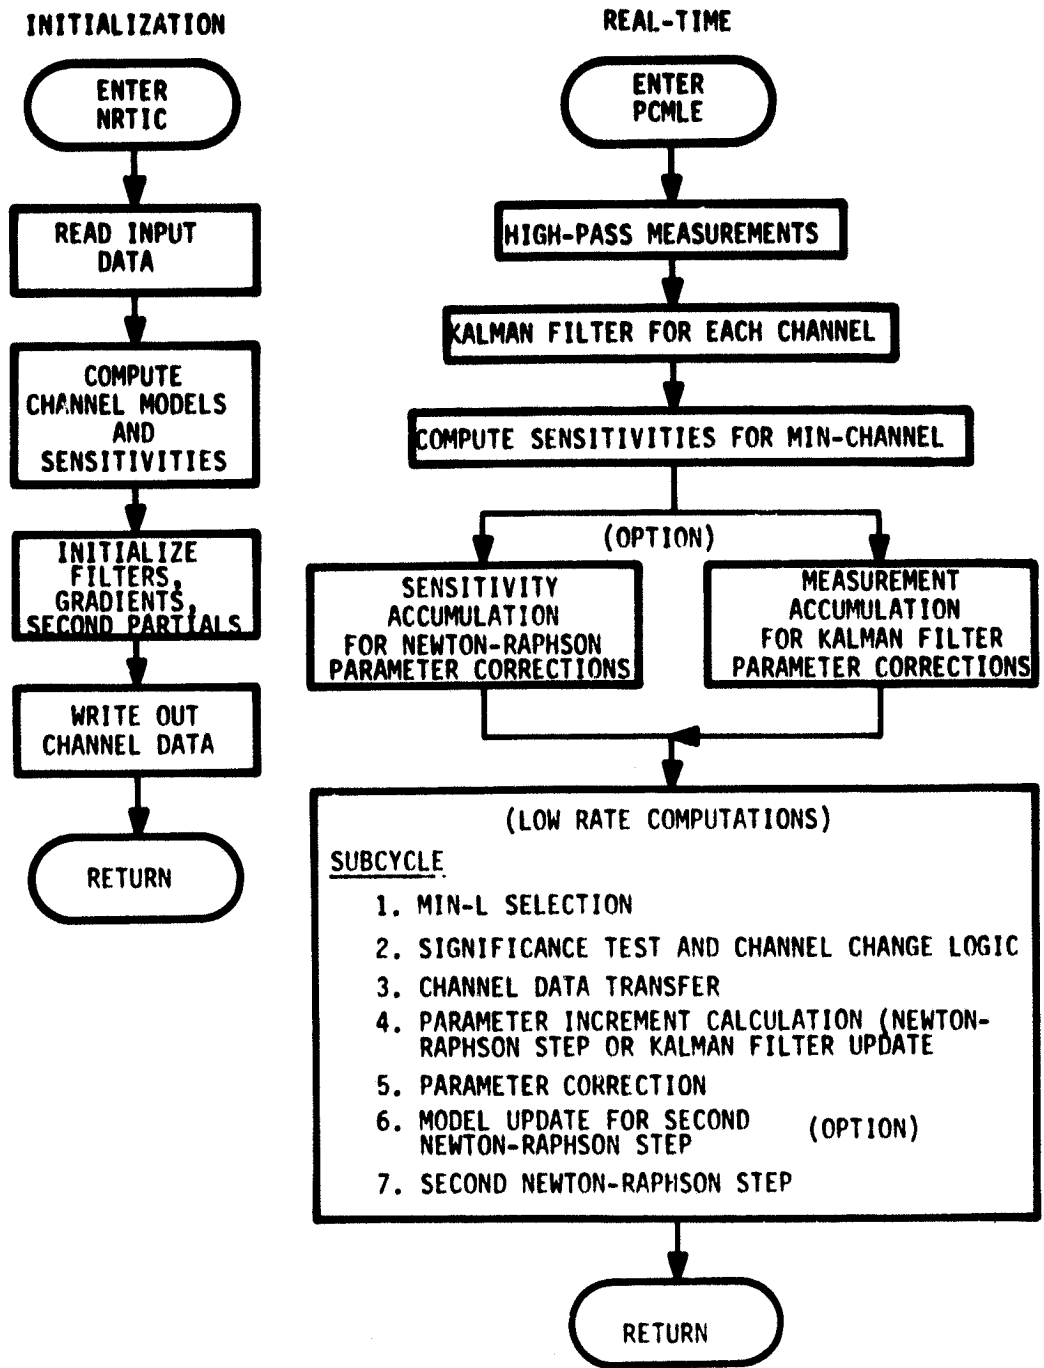 INITIALIZATION
ENTER
NRTIC
READ INPUT
DATA
COMPUTE
CHANNEL MODELS
AND
SENSITIVITIES
INITIALIZE
FILTERS,
GRADIENTS,
SECOND PARTIALS
WRITE OUT
CHANNEL DATA
RETURN
REAL-TIME
ENTER
PCMLE
HIGH-PASS MEASUREMENTS
KALMAN FILTER FOR EACH CHANNEL
COMPUTE SENSITIVITIES FOR MIN-CHANNEL
(OPTION)
SENSITIVITY
ACCUMULATION
FOR NEWTON-RAPHSON
PARAMETER CORRECTIONS
MEASUREMENT
ACCUMULATION
FOR KALMAN FILTER
PARAMETER CORRECTIONS
(LOW RATE COMPUTATIONS)
SUBCYCLE
1. MIN-L SELECTION
2. SIGNIFICANCE TEST AND CHANNEL CHANGE LOGIC
3. CHANNEL DATA TRANSFER
4. PARAMETER INCREMENT CALCULATION (NEWTON-
RAPHSON STEP OR KALMAN FILTER UPDATE
5. PARAMETER CORRECTION
6. MODEL UPDATE FOR SECOND (OPTION)
NEWTON-RAPHSON STEP
7. SECOND NEWTON-RAPHSON STEP
RETURN